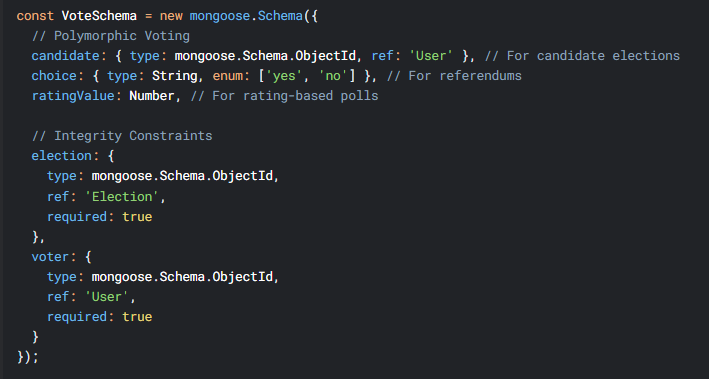 const VoteSchema = new mongoose.Schema({
  // Polymorphic Voting
  candidate: { type: mongoose.Schema.ObjectId, ref: 'User' }, // For candidate elections
  choice: { type: String, enum: ['yes', 'no'] }, // For referendums
  ratingValue: Number, // For rating-based polls

  // Integrity Constraints
  election: {
    type: mongoose.Schema.ObjectId,
    ref: 'Election',
    required: true
  },
  voter: {
    type: mongoose.Schema.ObjectId,
    ref: 'User',
    required: true
  }
});